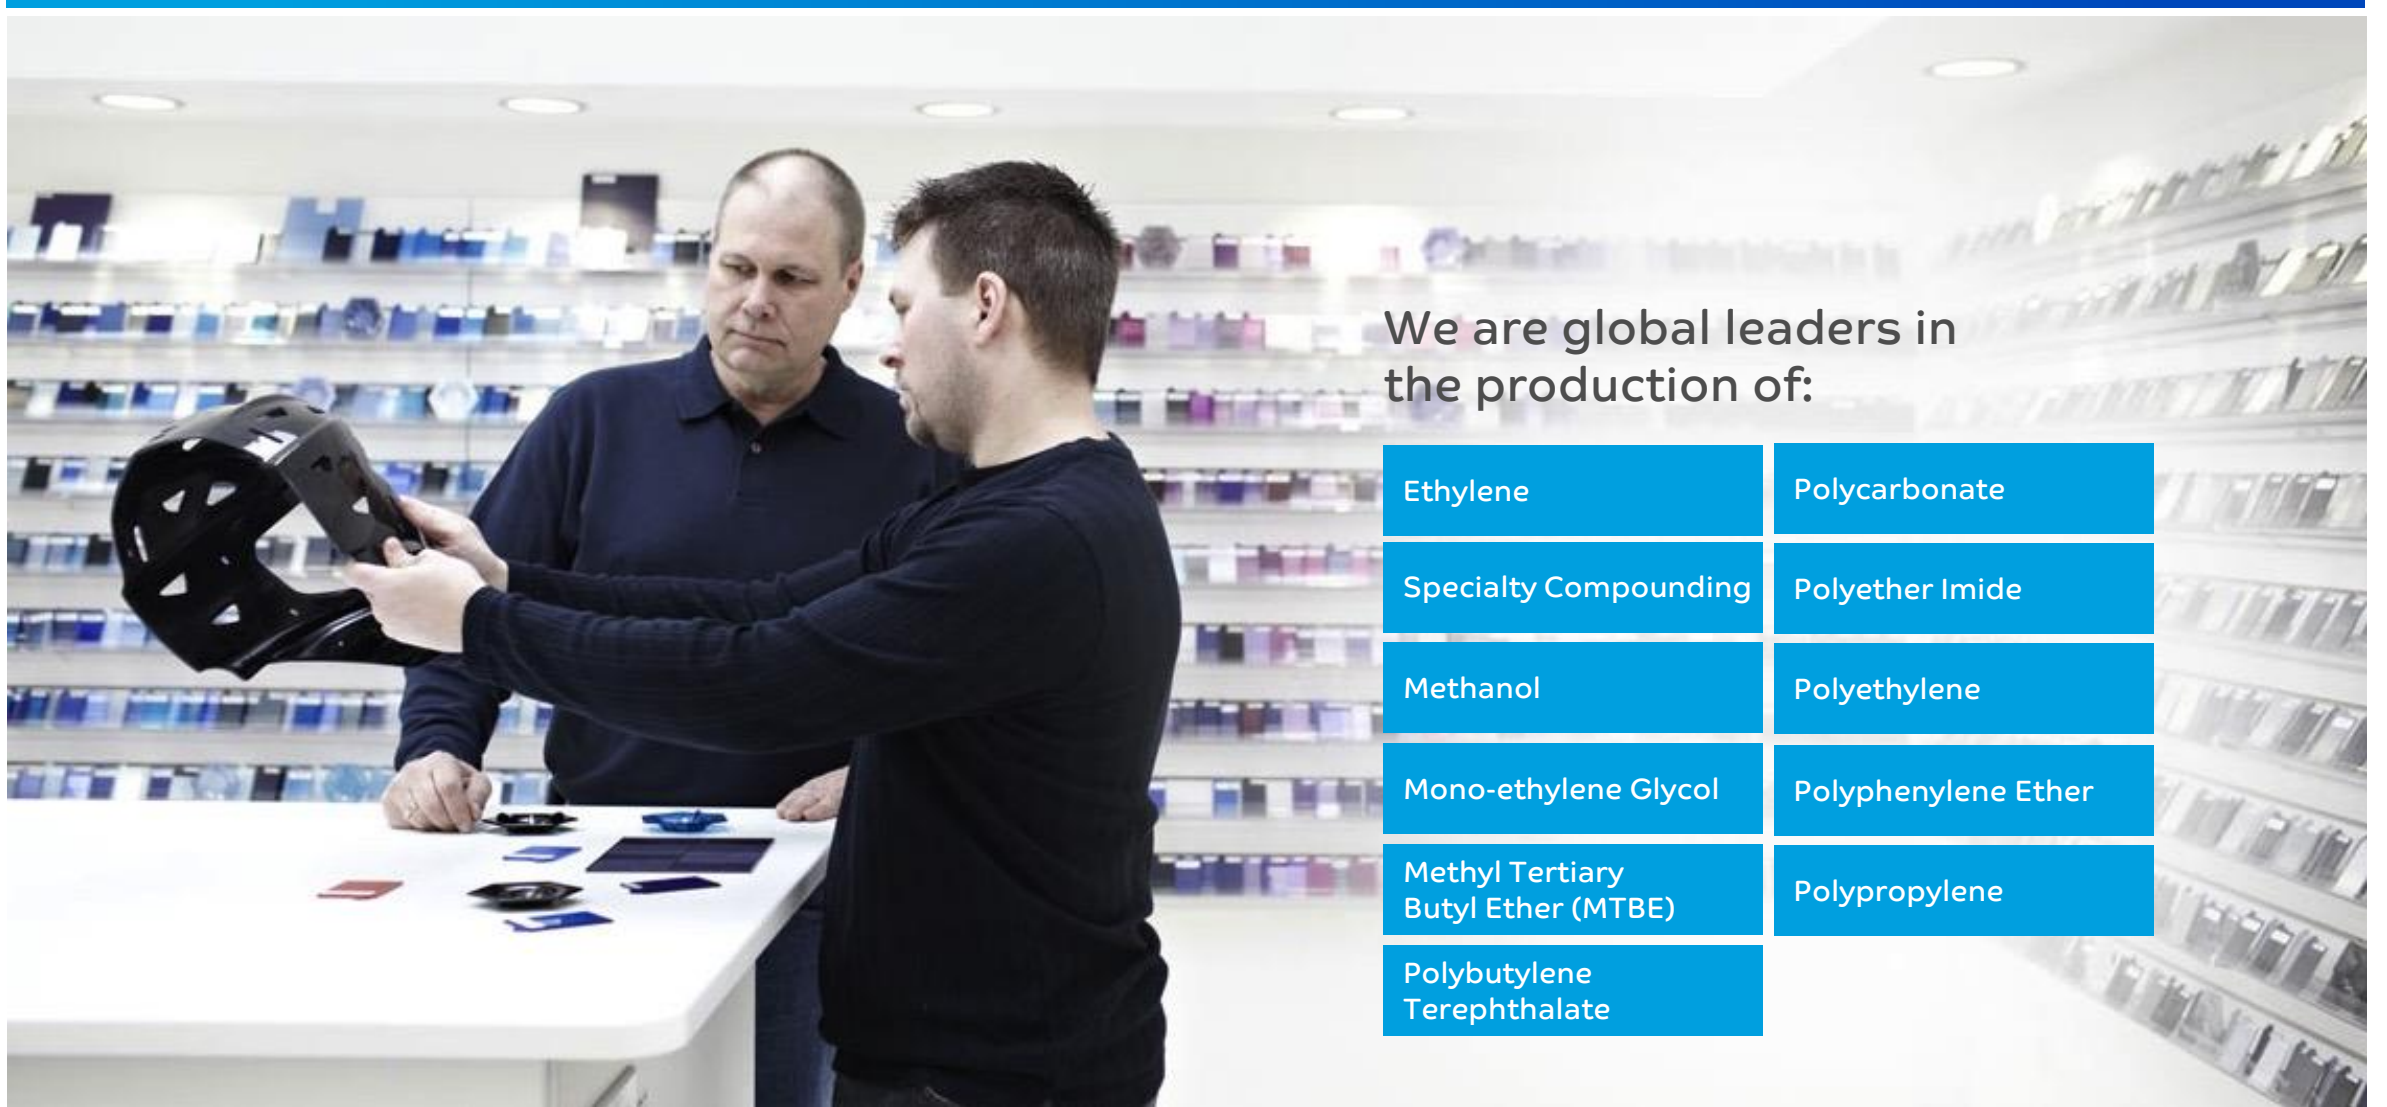 We are global leaders in
the production of:
Ethylene
Specialty Compounding
Methanol
Mono-ethylene Glycol
Methyl Tertiary
Butyl Ether (MTBE)
Polybutylene
Terephthalate
Polycarbonate
Polyether Imide
Polyethylene
Polyphenylene Ether
Polypropylene